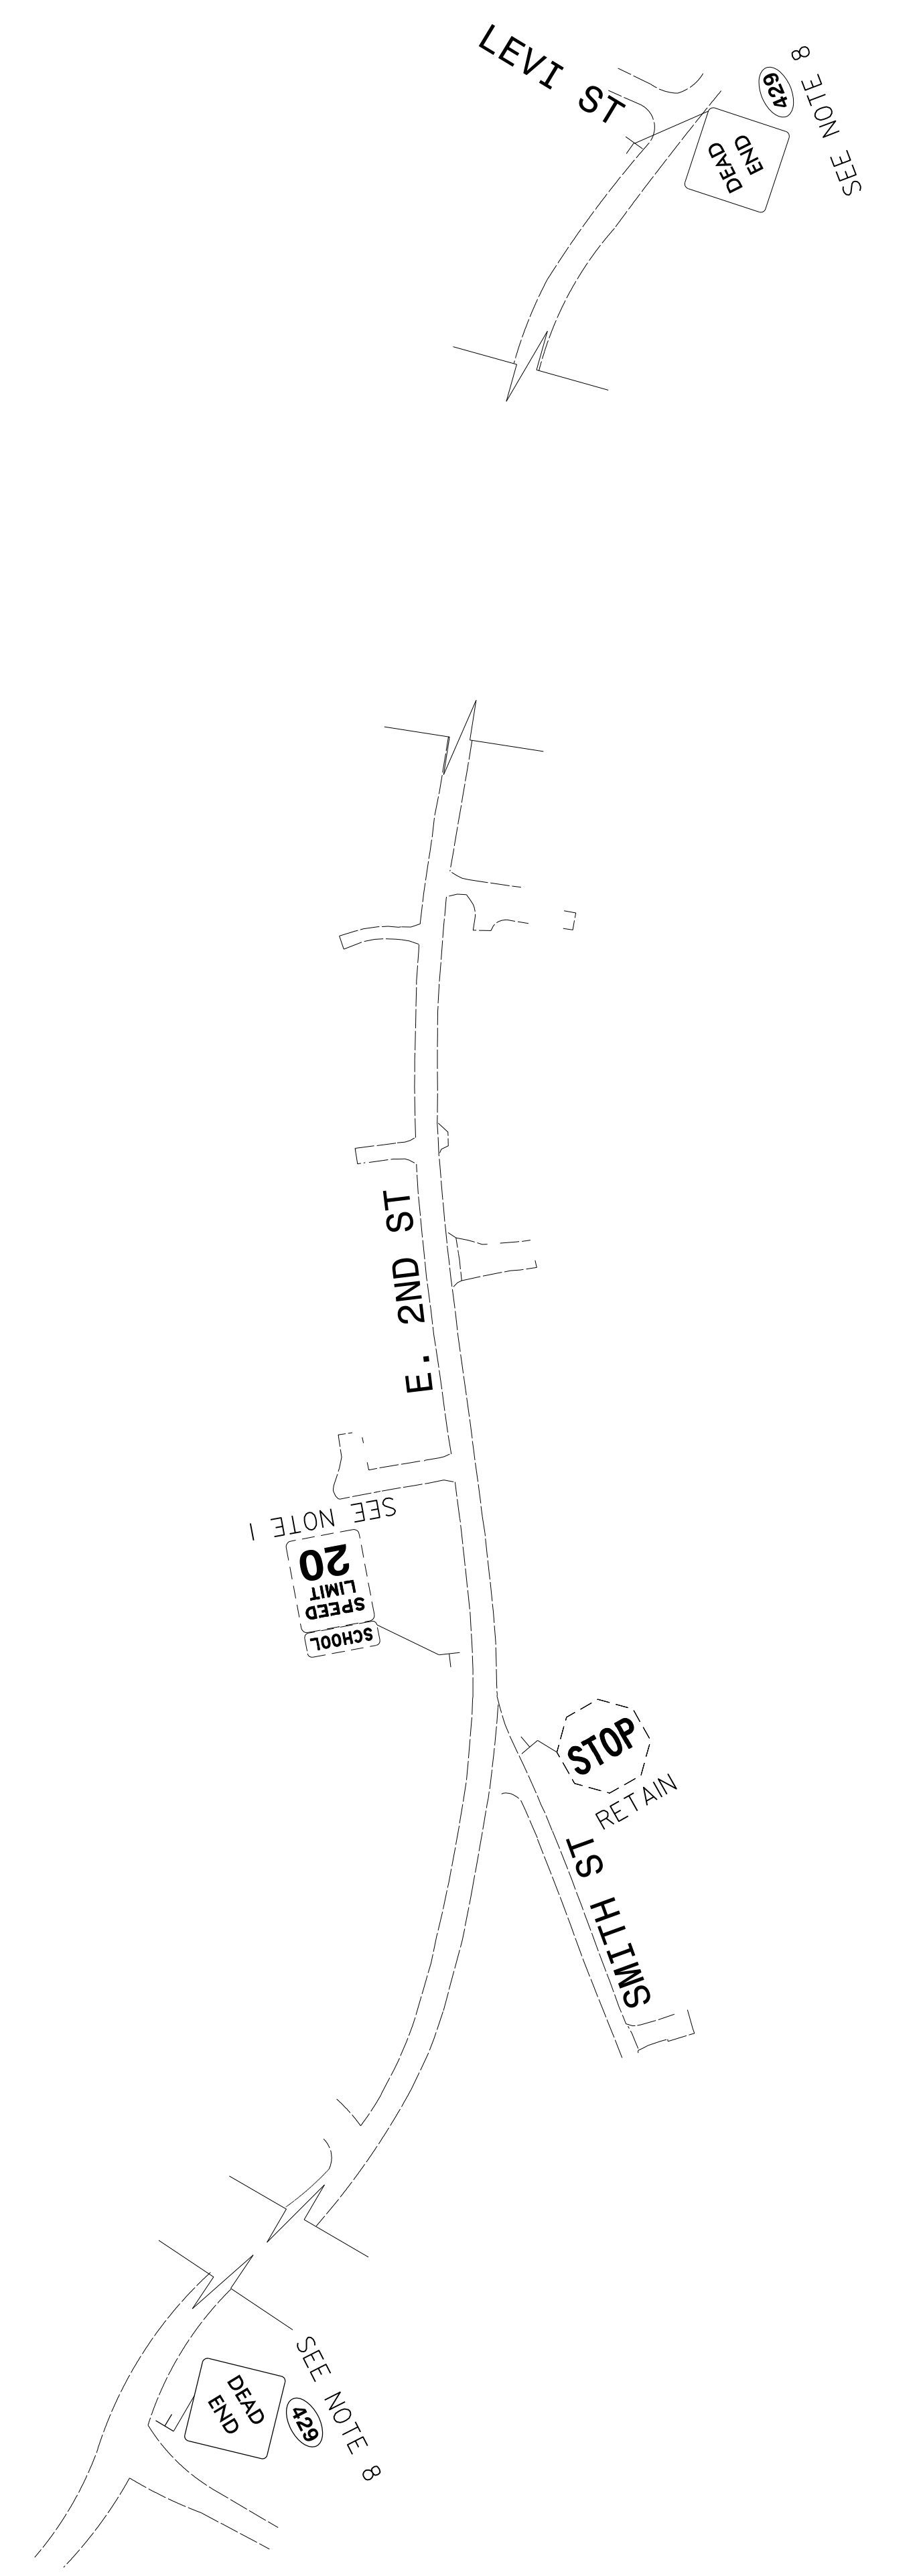 LEVI ST
429
SEE NOTE 8
DEAD
END
E. 2ND ST
SEE NOTE 1
SCHOOL
SPEED
LIMIT
20
STOP
RETAIN
SMITH ST
DEAD
END
429
SEE NOTE 8